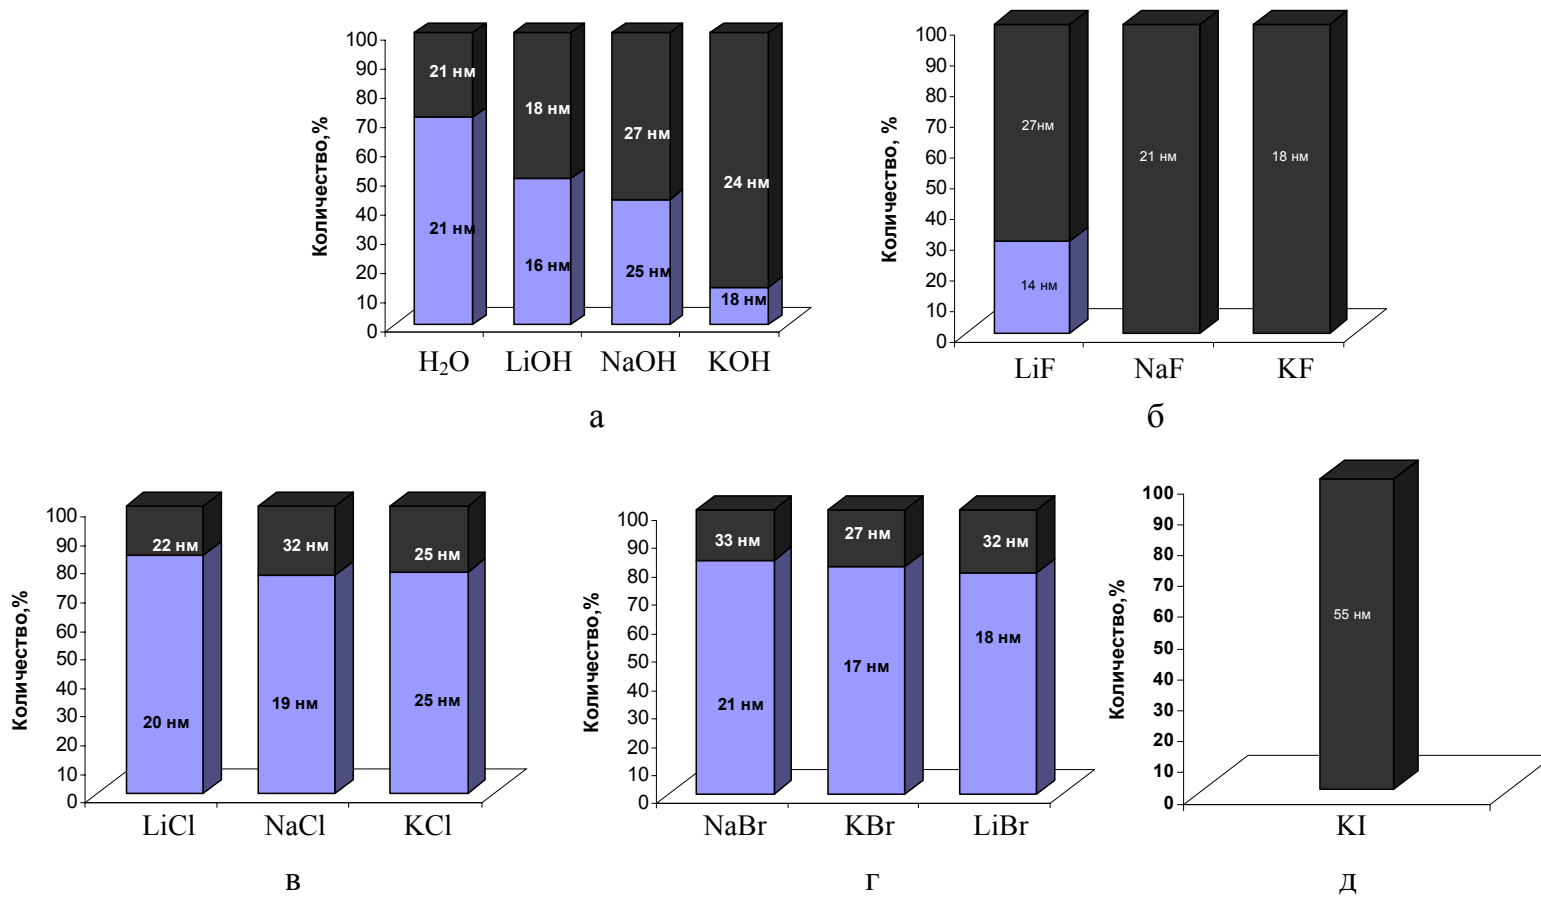 Количество,%
100
90
80
70
60
50
40
30
20
10
0
21 нм
18 нм
27 нм
24 нм
21 нм
16 нм
25 нм
18 нм
H₂O LiOH NaOH KOH
а
Количество, %
100
90
80
70
60
50
40
30
20
10
0
27нм
21 нм
18 нм
14 нм
LiF NaF KF
б
Количество,%
100
90
80
70
60
50
40
30
20
10
0
22 нм
32 нм
25 нм
20 нм
19 нм
25 нм
LiCl NaCl KCl
в
Количество,%
100
90
80
70
60
50
40
30
20
10
0
33 нм
27 нм
32 нм
21 нм
17 нм
18 нм
NaBr KBr LiBr
г
Количество,%
100
90
80
70
60
50
40
30
20
10
0
55 нм
KI
д